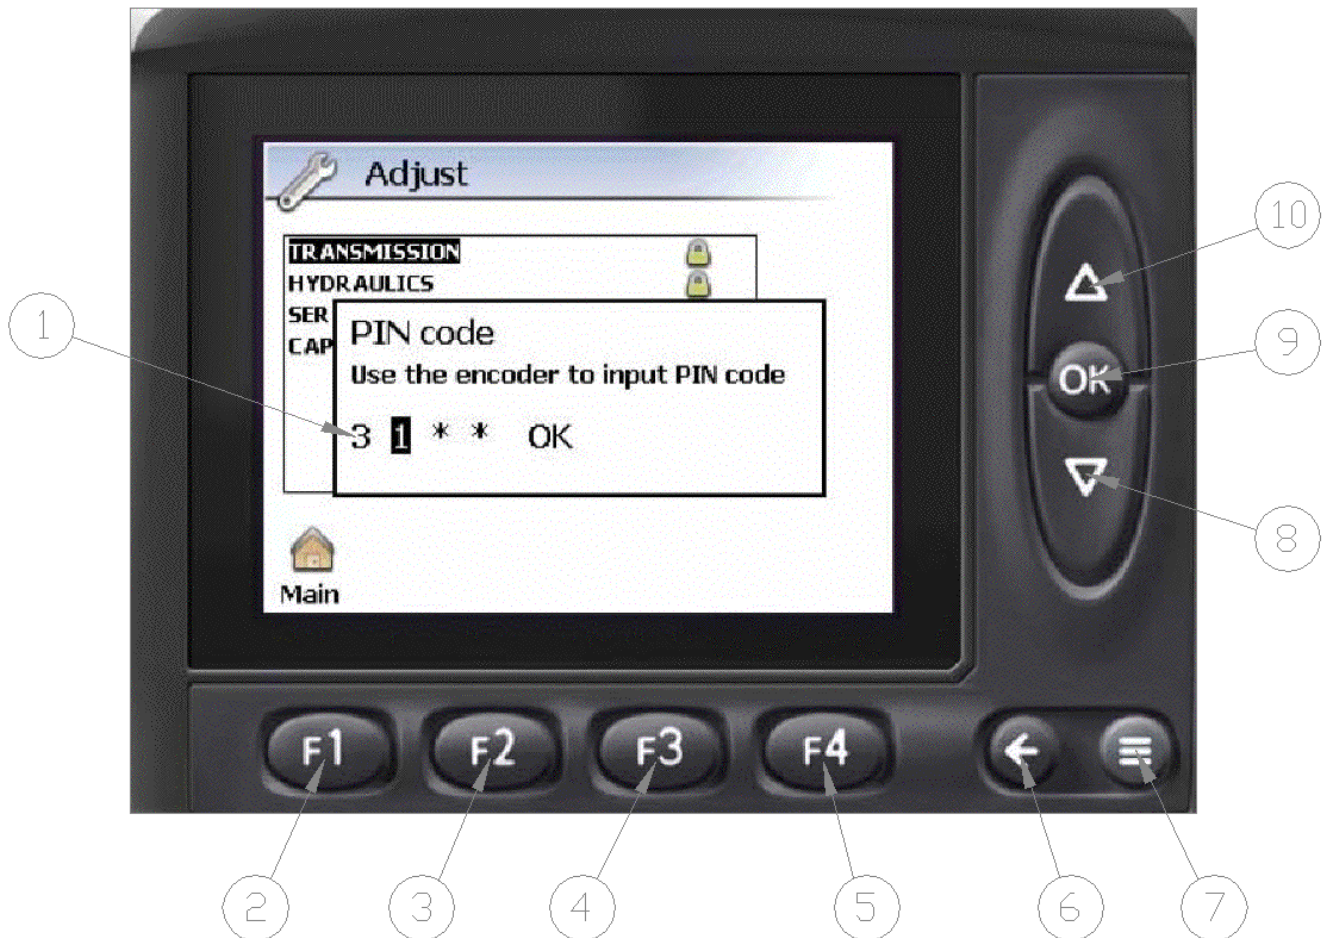 Adjust
TRANSMISSION
HYDRAULICS
SER
CAP
PIN code
Use the encoder to input PIN code
3 1 * * OK
Main
OK
F1 F2 F3 F4
1
2
3
4
5
6
7
8
9
10